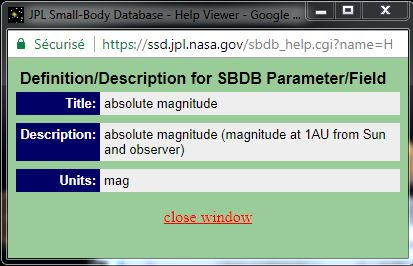 JPL Small-Body Database - Help Viewer - Google ...
Sécurisé https://ssd.jpl.nasa.gov/sbdb_help.cgi?name=H
Definition/Description for SBDB Parameter/Field
Title: absolute magnitude
Description: absolute magnitude (magnitude at 1AU from Sun
and observer)
Units: mag
close window